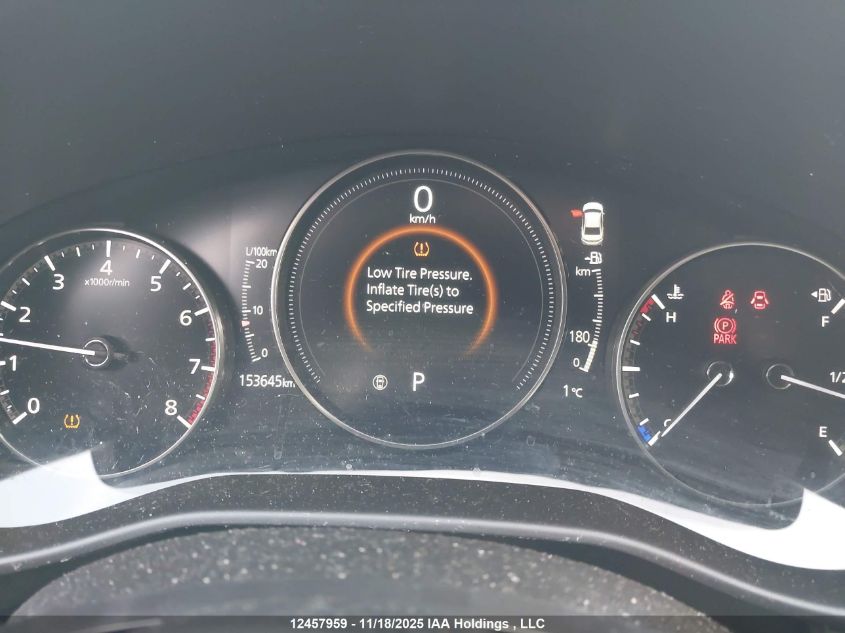 0
km/h
Low Tire Pressure.
Inflate Tire(s) to
Specified Pressure
P
0
1
2
3
4
5
6
7
8
x1000r/min
L/100km
20
10
0
153645km
km
180
0
1 °C
H
C
P
PARK
F
1/2
E
12457959 - 11/18/2025 IAA Holdings , LLC